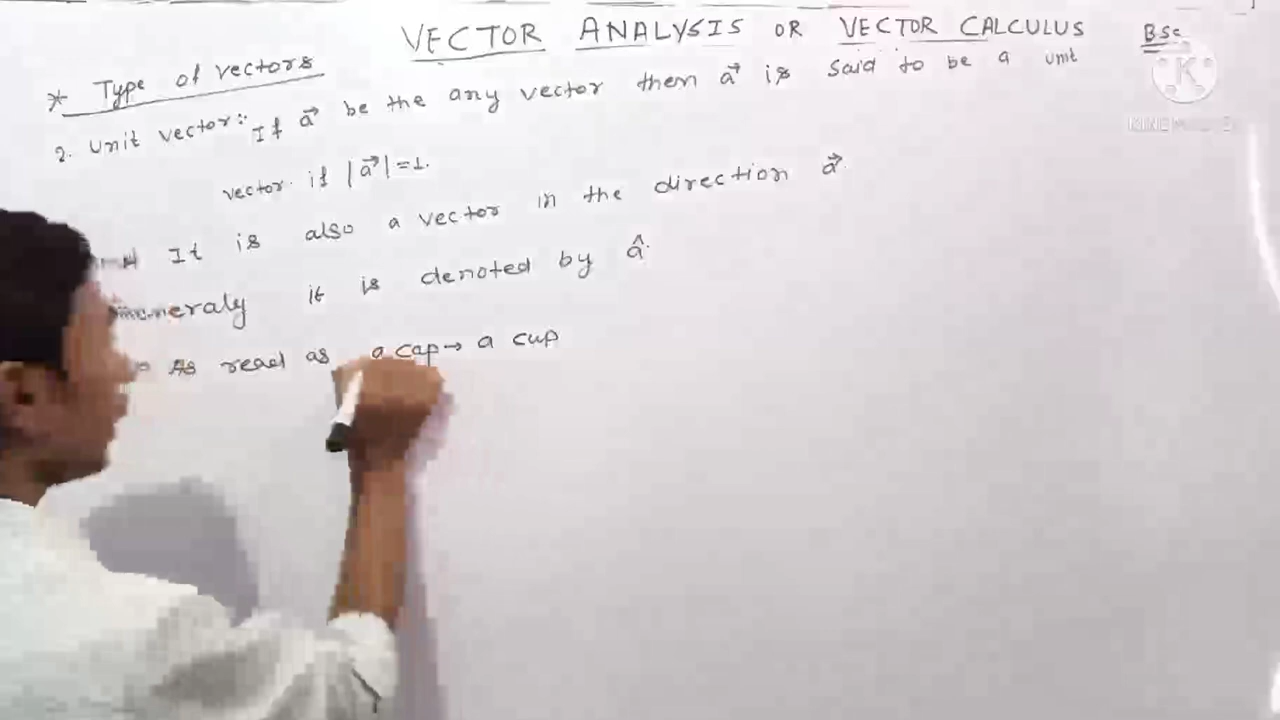 VECTOR ANALYSIS OR VECTOR CALCULUS BSc
* Type of vectors
2. Unit vector:: If a⃗ be the any vector then a⃗ is said to be a unit
vector if |a⃗|=1.
It is also a vector in the direction a⃗.
it is denoted by â.
As read as a cap → a cup
K
KINEM